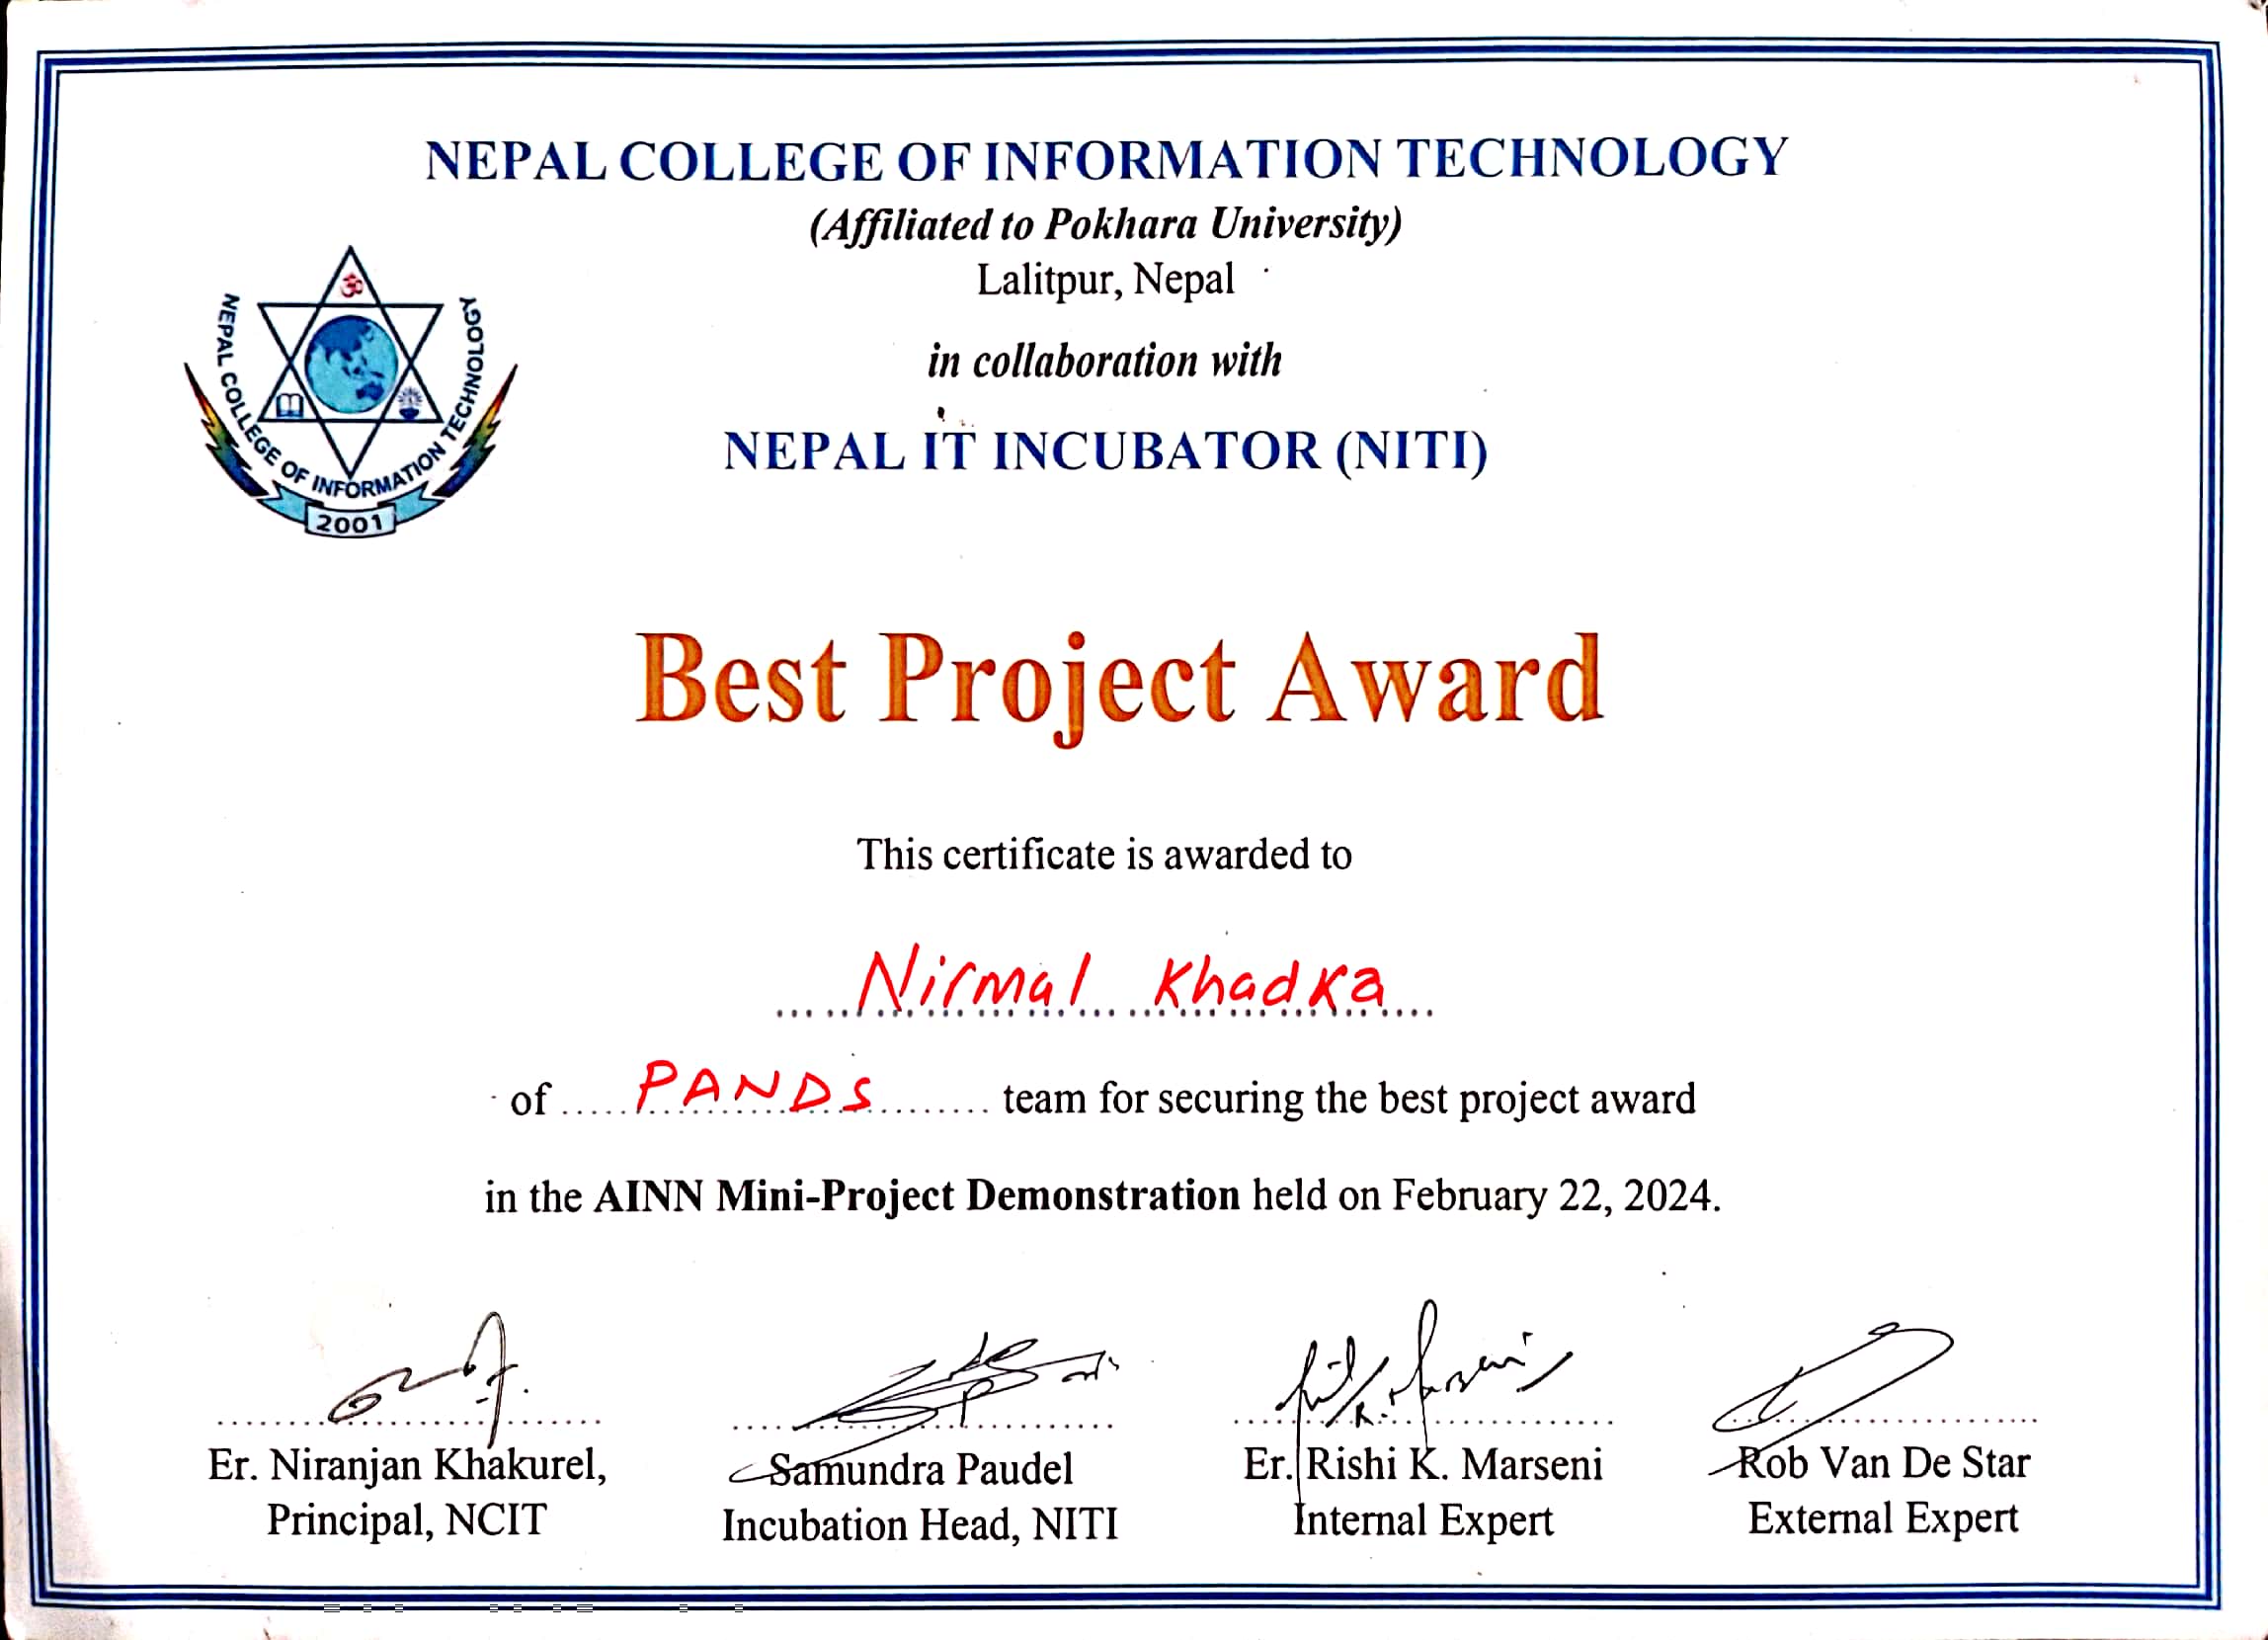 NEPAL COLLEGE OF INFORMATION TECHNOLOGY
(Affiliated to Pokhara University)
Lalitpur, Nepal
in collaboration with
NEPAL IT INCUBATOR (NITI)
ॐ
NEPAL COLLEGE OF INFORMATION TECHNOLOGY
2001
Best Project Award
This certificate is awarded to
Nirmal Khadka
of PANDS team for securing the best project award
in the AINN Mini-Project Demonstration held on February 22, 2024.
Er. Niranjan Khakurel, Samundra Paudel Er. Rishi K. Marseni Rob Van De Star
Principal, NCIT Incubation Head, NITI Internal Expert External Expert